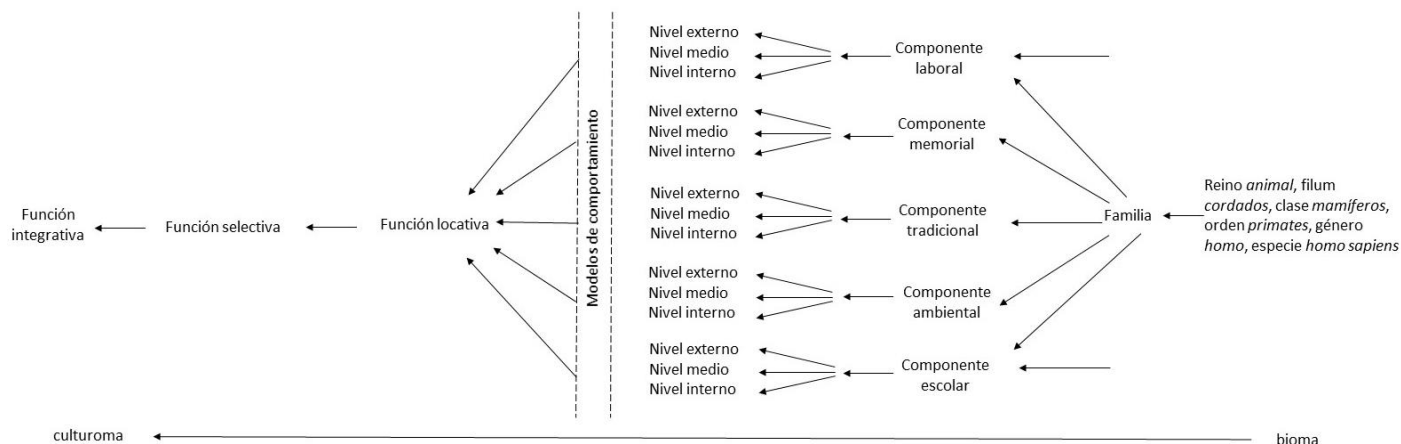 Nivel externo
Nivel medio
Nivel interno
Componente
laboral
Nivel externo
Nivel medio
Nivel interno
Componente
memorial
Nivel externo
Nivel medio
Nivel interno
Componente
tradicional
Nivel externo
Nivel medio
Nivel interno
Componente
ambiental
Nivel externo
Nivel medio
Nivel interno
Componente
escolar
Modelos de comportamiento
Función
integrativa
Función selectiva
Función locativa
Familia
Reino animal, filum
cordados, clase mamíferos,
orden primates, género
homo, especie homo sapiens
culturoma
bioma